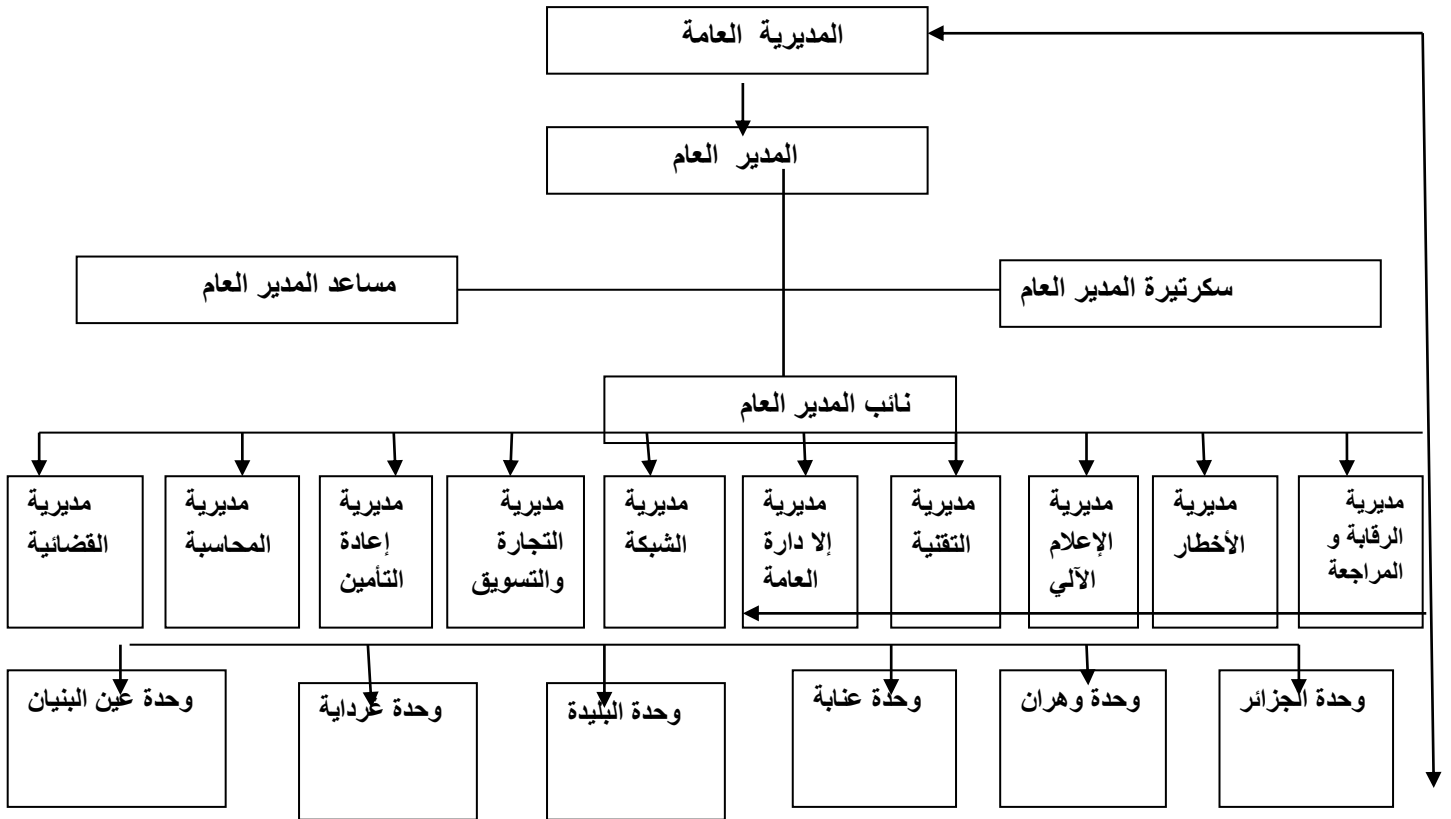 المديرية العامة
المدير العام
سكرتيرة المدير العام
مساعد المدير العام
نائب المدير العام
مديرية
الرقابة و
المراجعة
مديرية
الأخطار
مديرية
الإعلام
الآلي
مديرية
التقنية
مديرية
إلا دارة
العامة
مديرية
الشبكة
مديرية
التجارة
والتسويق
مديرية
إعادة
التأمين
مديرية
المحاسبة
مديرية
القضائية
وحدة الجزائر
وحدة وهران
وحدة عنابة
وحدة البليدة
وحدة غرداية
وحدة عين البنيان